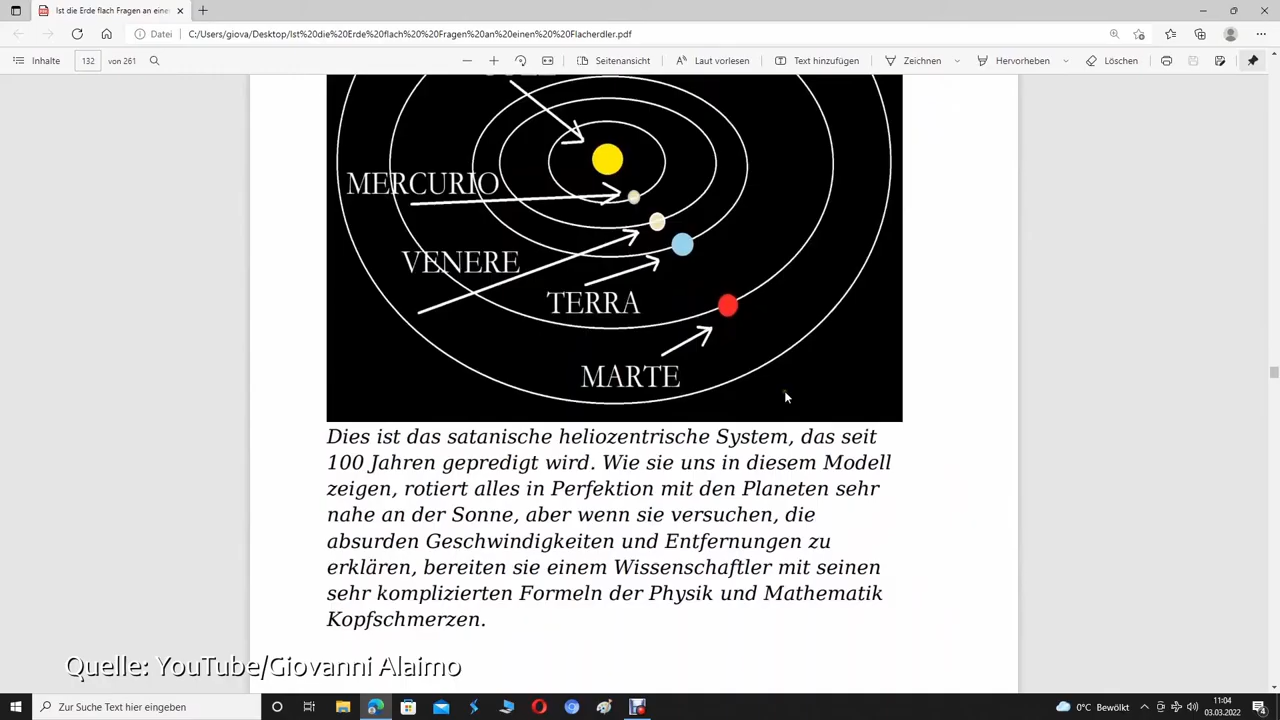 Ist die Erde flach Fragen an einer
Datei
C:/Users/giova/Desktop/Ist%20die%20Erde%20flach%20%20Fragen%20an%20einen%20Flacherdler.pdf
Inhalte
132
von 261
Seitenansicht
Laut vorlesen
Text hinzufügen
Zeichnen
Hervorheben
Löschen
MERCURIO
VENERE
TERRA
MARTE
Dies ist das satanische heliozentrische System, das seit
100 Jahren gepredigt wird. Wie sie uns in diesem Modell
zeigen, rotiert alles in Perfektion mit den Planeten sehr
nahe an der Sonne, aber wenn sie versuchen, die
absurden Geschwindigkeiten und Entfernungen zu
erklären, bereiten sie einem Wissenschaftler mit seinen
sehr komplizierten Formeln der Physik und Mathematik
Kopfschmerzen.
Quelle: YouTube/Giovanni Alaimo
Zur Suche Text hier eingeben
0°C Bewölkt
11:04
03.03.2022